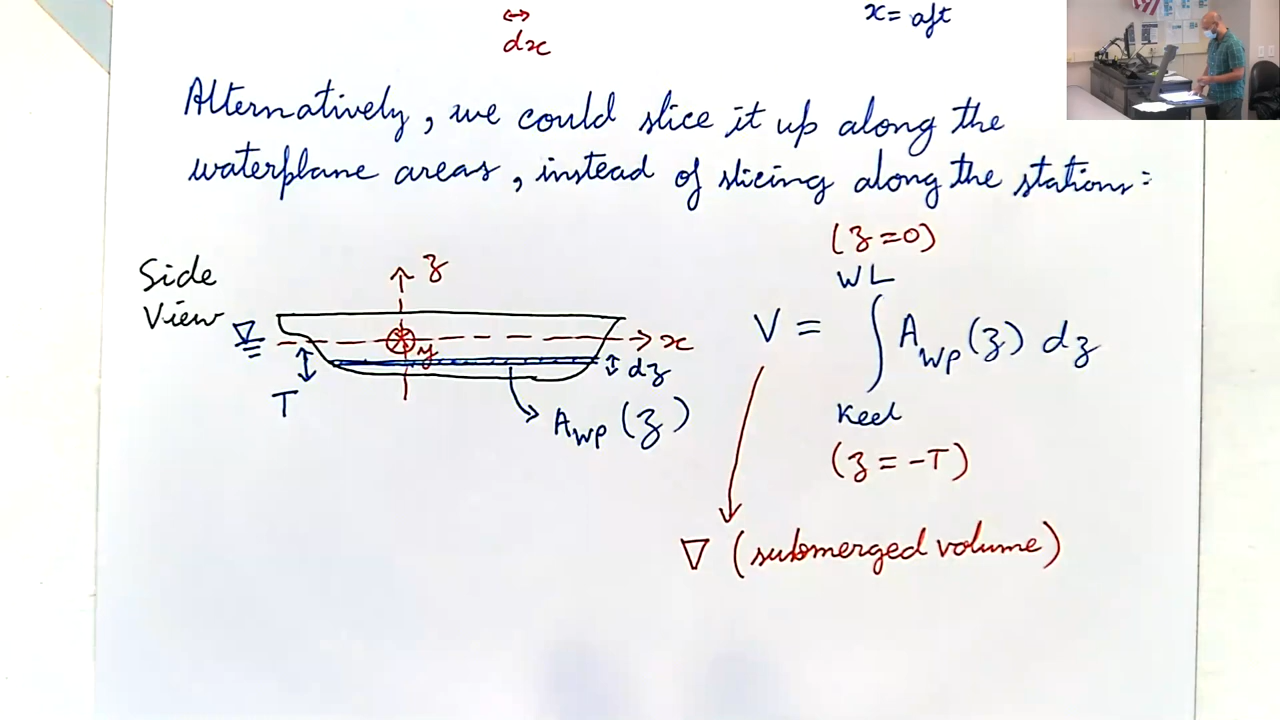 dx
x = aft
Alternatively, we could slice it up along the
waterplane areas, instead of slicing along the stations:
Side
View
z
x
y
T
dz
A_WP (z)
(z = 0)
WL
V = ∫ A_WP (z) dz
Keel
(z = -T)
∇ (submerged volume)